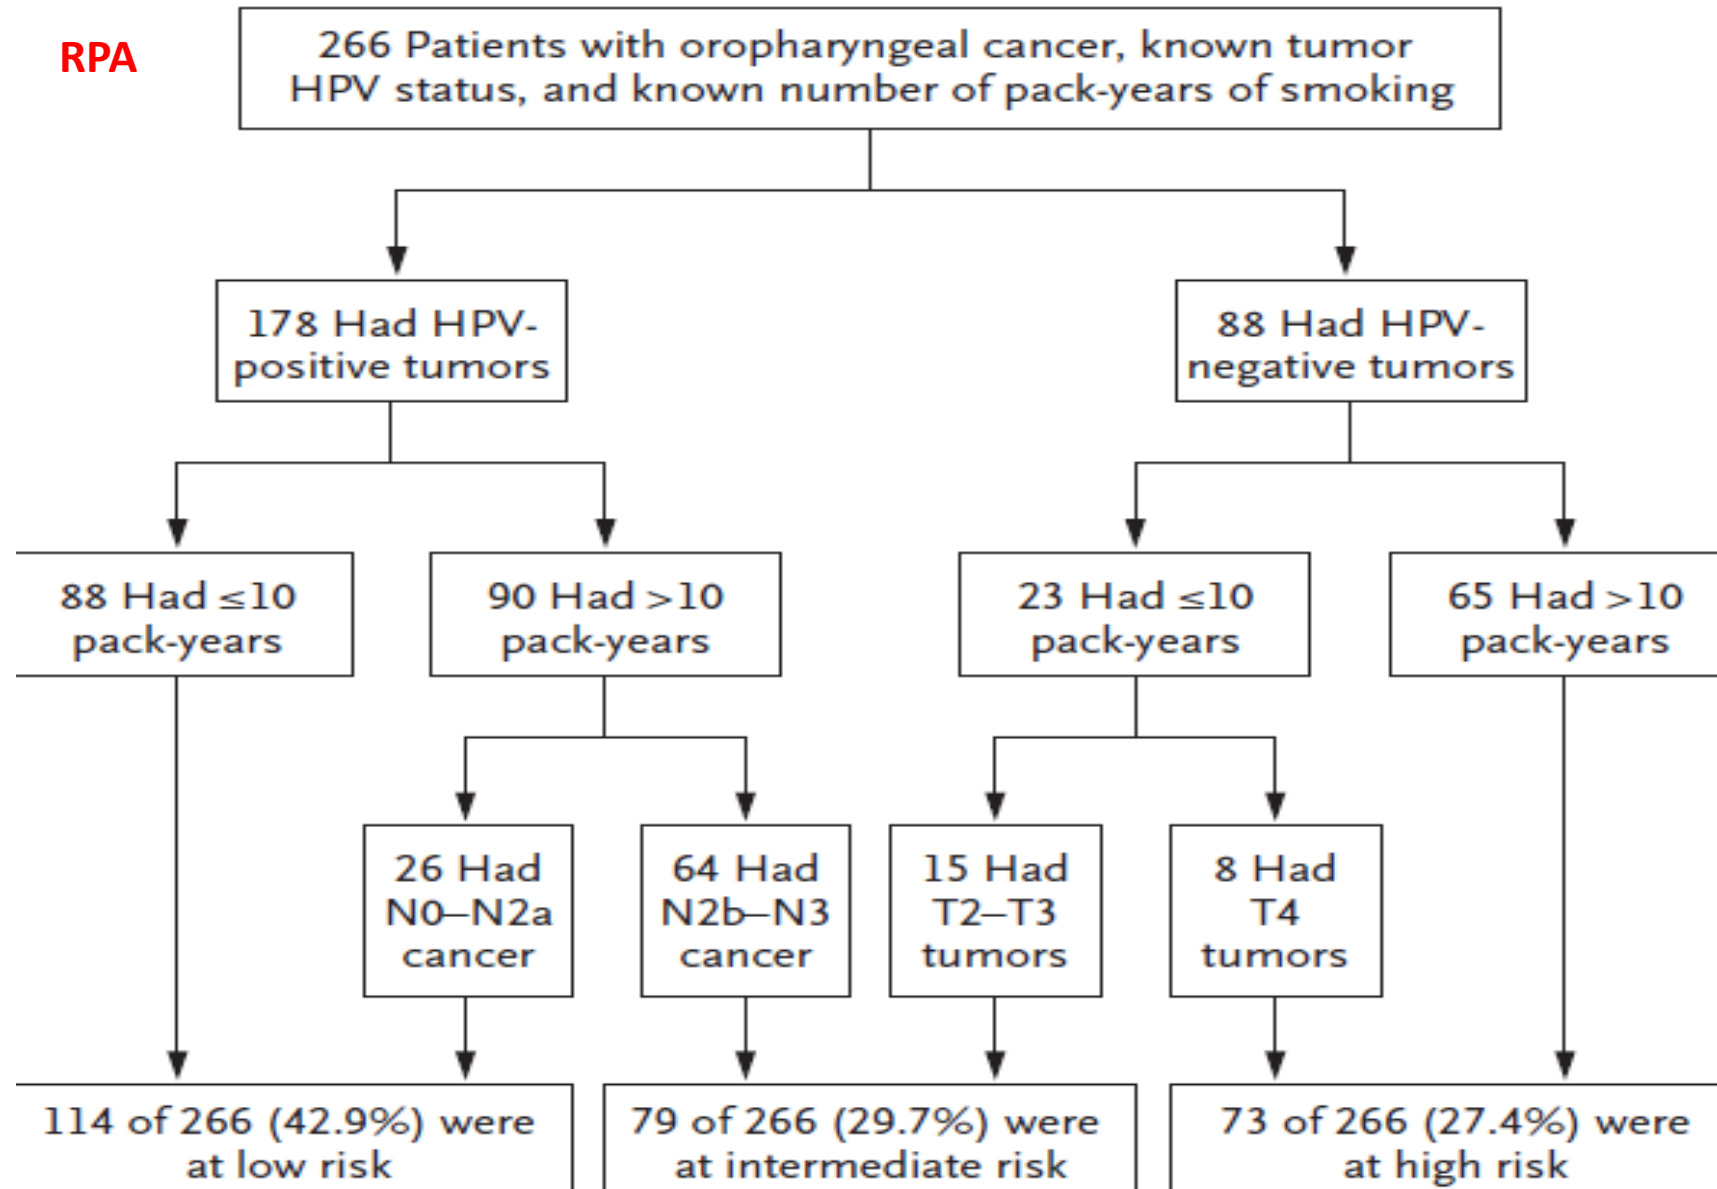 RPA
266 Patients with oropharyngeal cancer, known tumor
HPV status, and known number of pack-years of smoking
178 Had HPV-
positive tumors
88 Had HPV-
negative tumors
88 Had ≤10
pack-years
90 Had >10
pack-years
23 Had ≤10
pack-years
65 Had >10
pack-years
26 Had
N0–N2a
cancer
64 Had
N2b–N3
cancer
15 Had
T2–T3
tumors
8 Had
T4
tumors
114 of 266 (42.9%) were
at low risk
79 of 266 (29.7%) were
at intermediate risk
73 of 266 (27.4%) were
at high risk